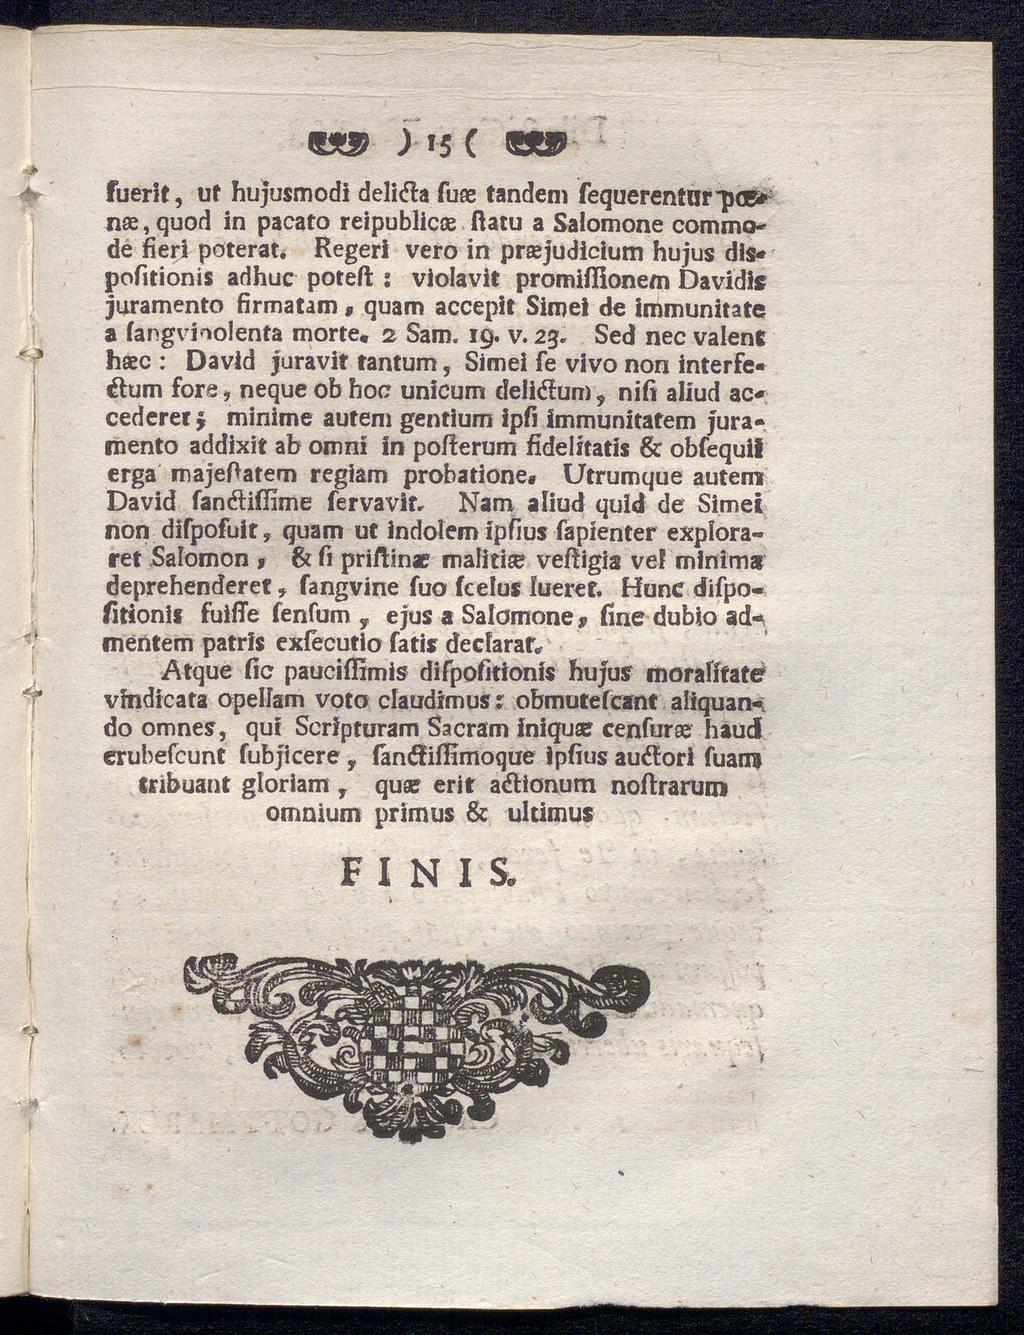 ) 15 (
fuerit, ut hujusmodi delicta suæ tandem sequerentur pœ-
næ, quod in pacato reipublicæ statu a Salomone commo-
de fieri poterat. Regeri vero in præjudicium hujus dis-
positionis adhuc potest : violavit promissionem Davidis
juramento firmatam, quam accepit Simei de immunitate
a sangvinolenta morte. 2 Sam. 19. v. 23. Sed nec valent
hæc : David juravit tantum, Simei se vivo non interfe-
ctum fore, neque ob hoc unicum delictum, nisi aliud ac-
cederet; minime autem gentium ipsi immunitatem jura-
mento addixit ab omni in posterum fidelitatis & obsequii
erga majestatem regiam probatione. Utrumque autem
David sanctissime servavit. Nam aliud quid de Simei
non disposuit, quam ut indolem ipsius sapienter explora-
ret Salomon, & si pristinæ malitiæ vestigia vel minima
deprehenderet, sangvine suo scelus lueret. Hunc dispo-
sitionis fuisse sensum, ejus a Salomone, sine dubio ad
mentem patris exsecutio satis declarat.
Atque sic paucissimis dispositionis hujus moralitate
vindicata opellam voto claudimus: obmutescant aliquan-
do omnes, qui Scripturam Sacram iniquæ censuræ haud
erubescunt subjicere, sanctissimoque ipsius auctori suam
tribuant gloriam, quæ erit actionum nostrarum
omnium primus & ultimus
FINIS.